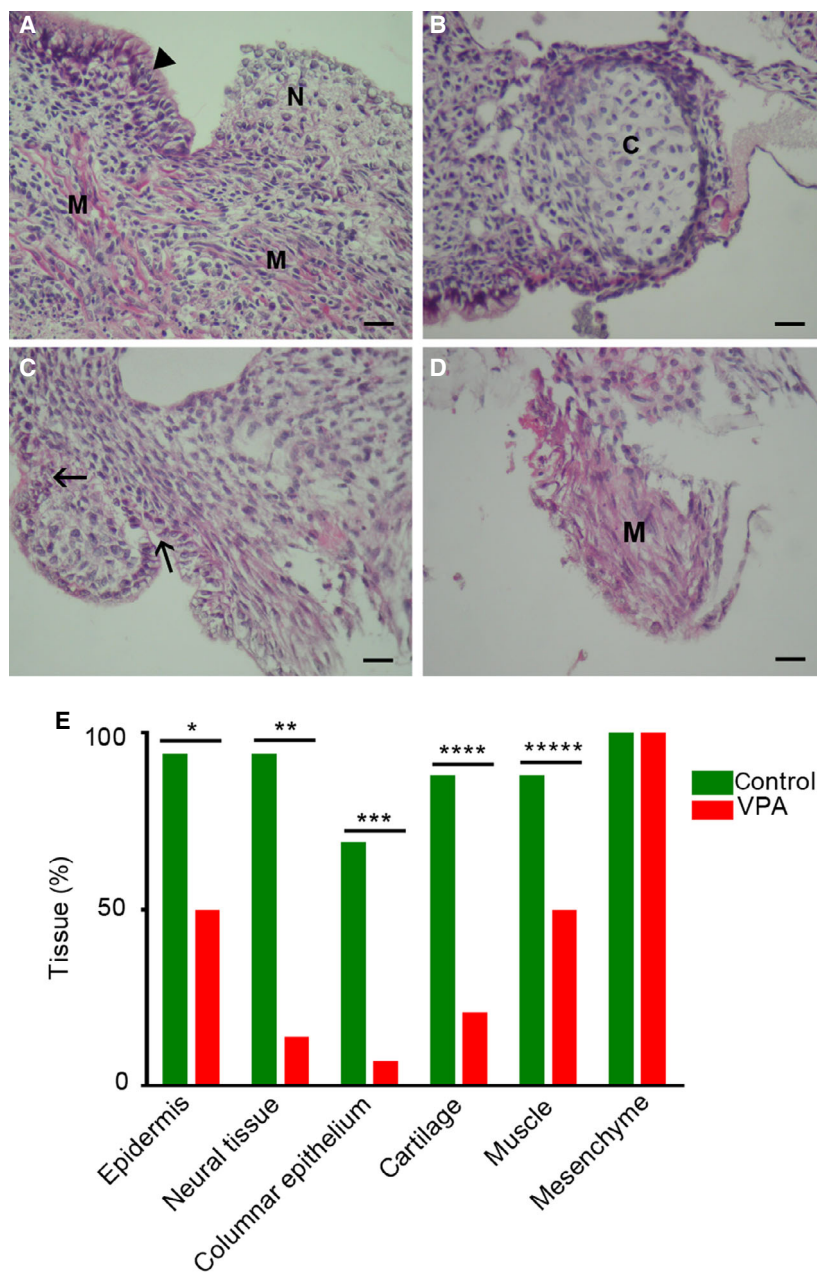 A
N
M
M
B
C
C
D
M
E
* ** *** **** *****
100
50
0
Tissue (%)
Control
VPA
Epidermis
Neural tissue
Columnar epithelium
Cartilage
Muscle
Mesenchyme